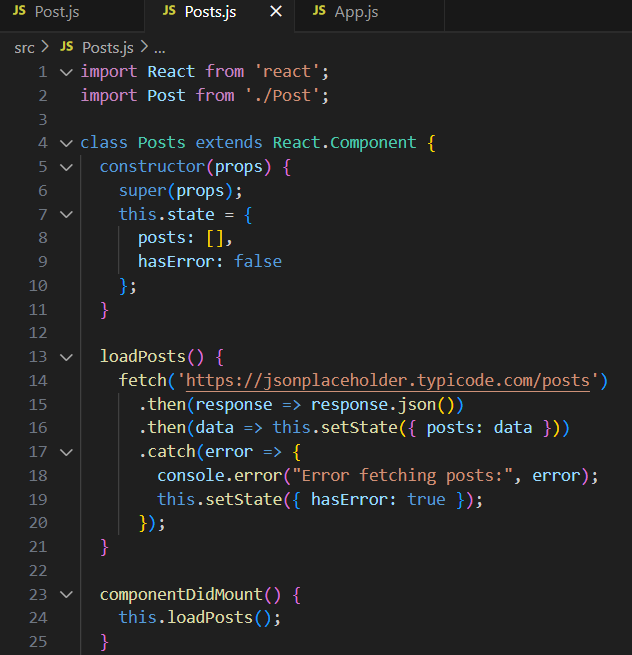 JS Post.js JS Posts.js × JS App.js
src > JS Posts.js > ...
1 import React from 'react';
2 import Post from './Post';
3
4 class Posts extends React.Component {
5 constructor(props) {
6 super(props);
7 this.state = {
8 posts: [],
9 hasError: false
10 };
11 }
12
13 loadPosts() {
14 fetch('https://jsonplaceholder.typicode.com/posts')
15 .then(response => response.json())
16 .then(data => this.setState({ posts: data }))
17 .catch(error => {
18 console.error("Error fetching posts:", error);
19 this.setState({ hasError: true });
20 });
21 }
22
23 componentDidMount() {
24 this.loadPosts();
25 }